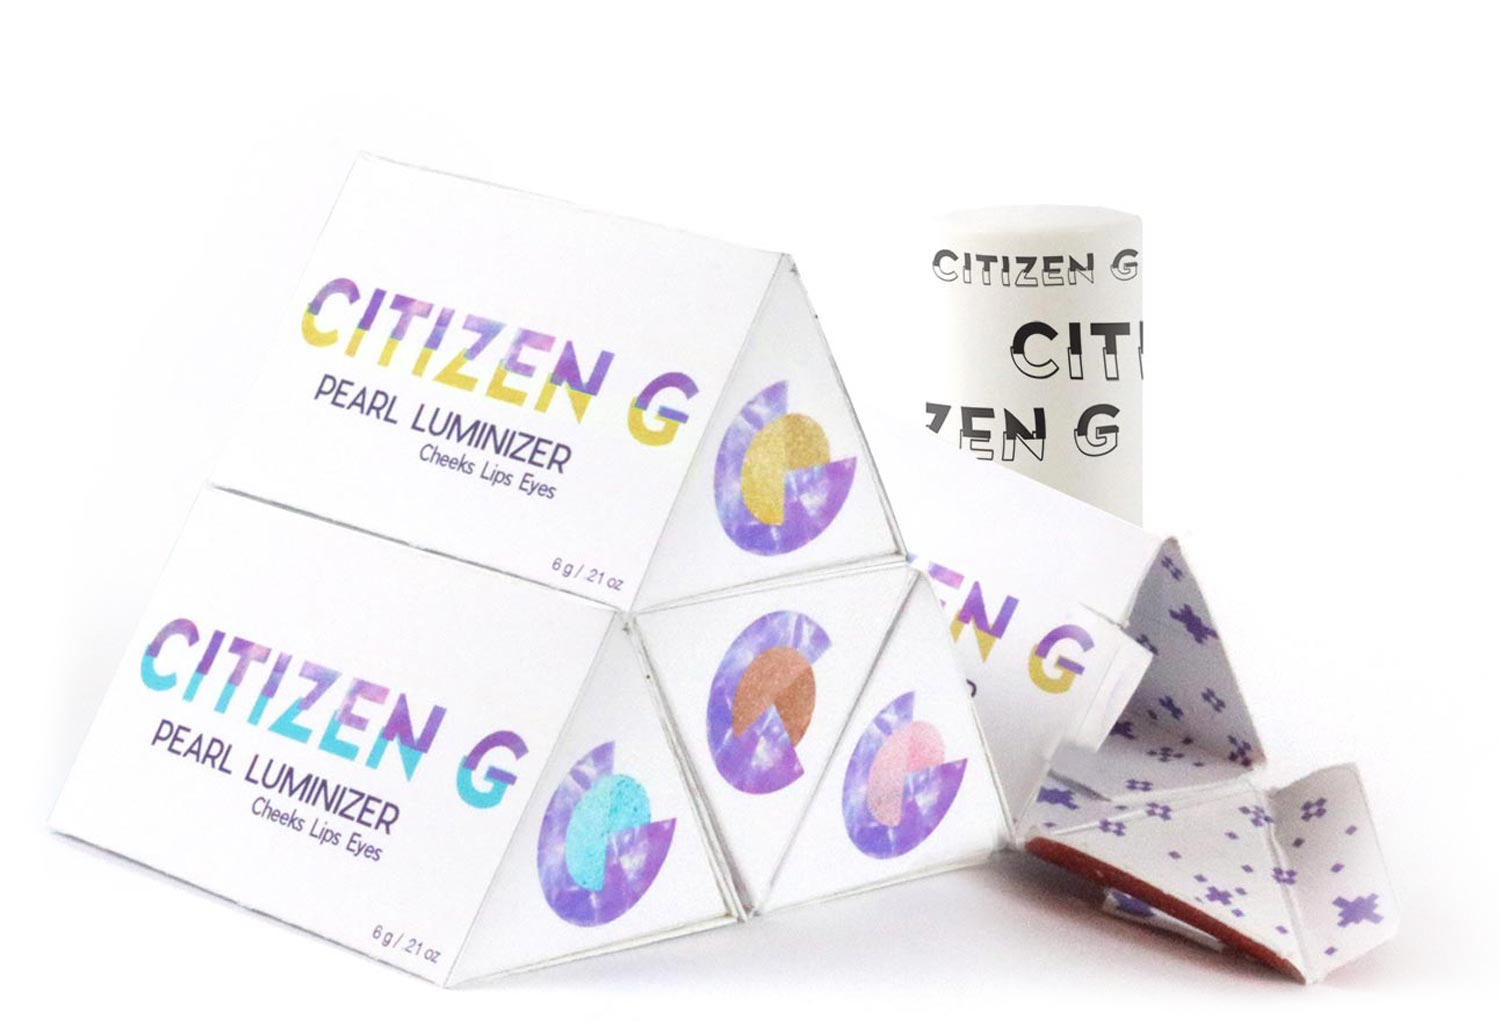 CITIZEN G
PEARL LUMINIZER
Cheeks Lips Eyes
6 g / .21 oz
CITIZEN G
PEARL LUMINIZER
Cheeks Lips Eyes
6 g / .21 oz
CITIZEN G
CITI
ZEN G
EN G